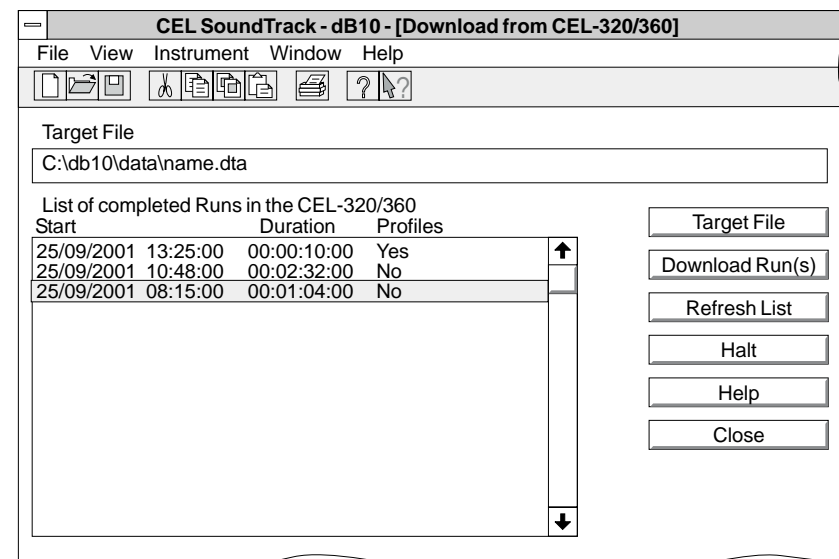 CEL SoundTrack - dB10 - [Download from CEL-320/360]
File View Instrument Window Help
? ?
Target File
C:\db10\data\name.dta
List of completed Runs in the CEL-320/360
Start Duration Profiles
25/09/2001 13:25:00 00:00:10:00 Yes
25/09/2001 10:48:00 00:02:32:00 No
25/09/2001 08:15:00 00:01:04:00 No
Target File
Download Run(s)
Refresh List
Halt
Help
Close